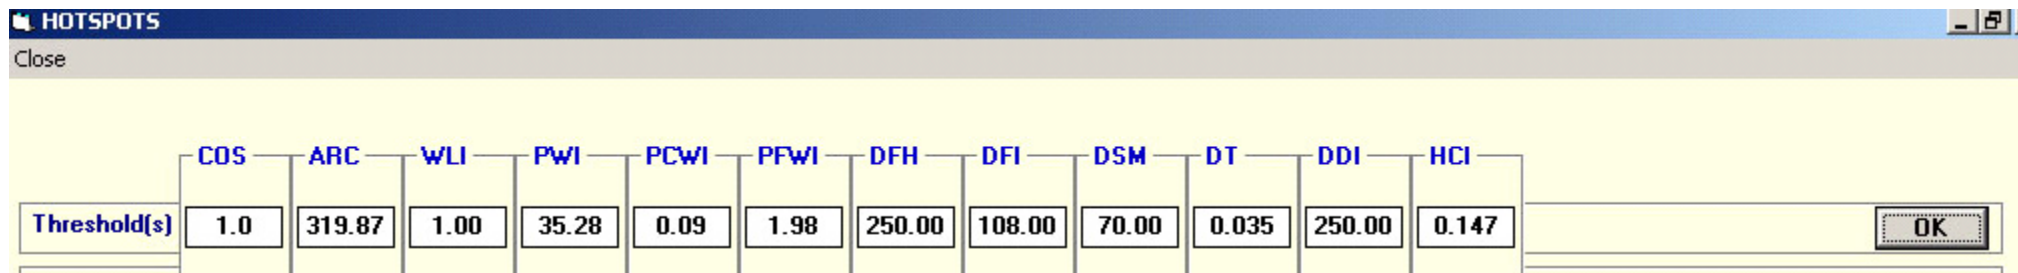 HOTSPOTS
Close
COS ARC WLI PWI PCWI PFWI DFH DFI DSM DT DDI HCI
Threshold(s) 1.0 319.87 1.00 35.28 0.09 1.98 250.00 108.00 70.00 0.035 250.00 0.147 OK